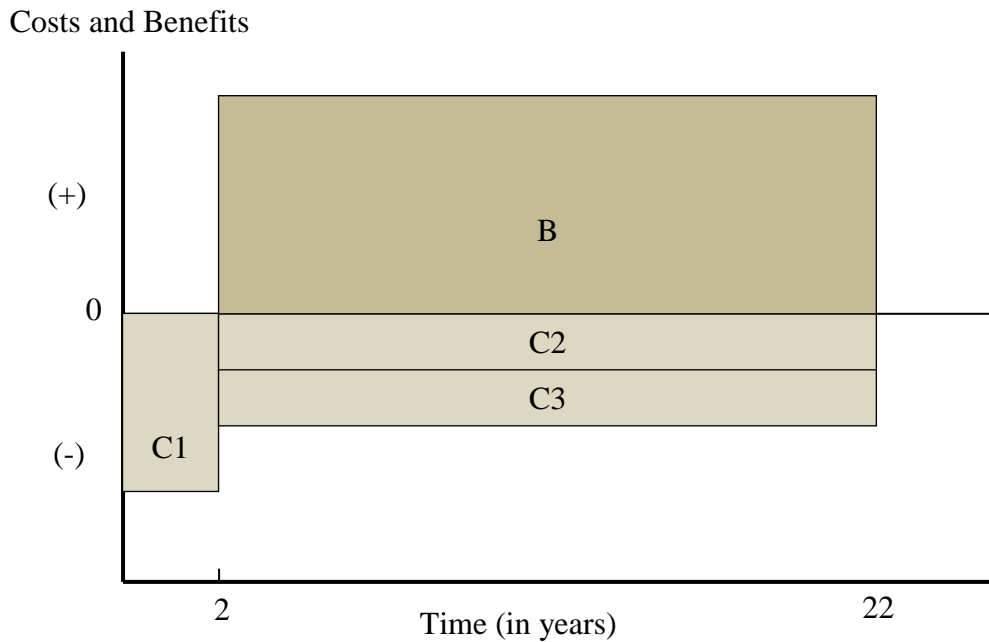 Costs and Benefits
(+)
B
0
C2
C3
C1
(-)
2
22
Time (in years)